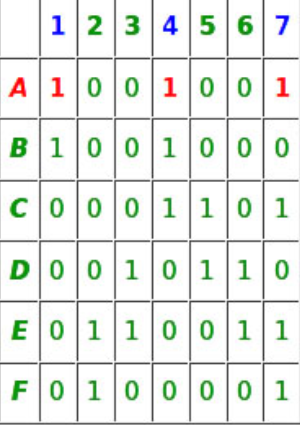 1 2 3 4 5 6 7
A 1 0 0 1 0 0 1
B 1 0 0 1 0 0 0
C 0 0 0 1 1 0 1
D 0 0 1 0 1 1 0
E 0 1 1 0 0 1 1
F 0 1 0 0 0 0 1